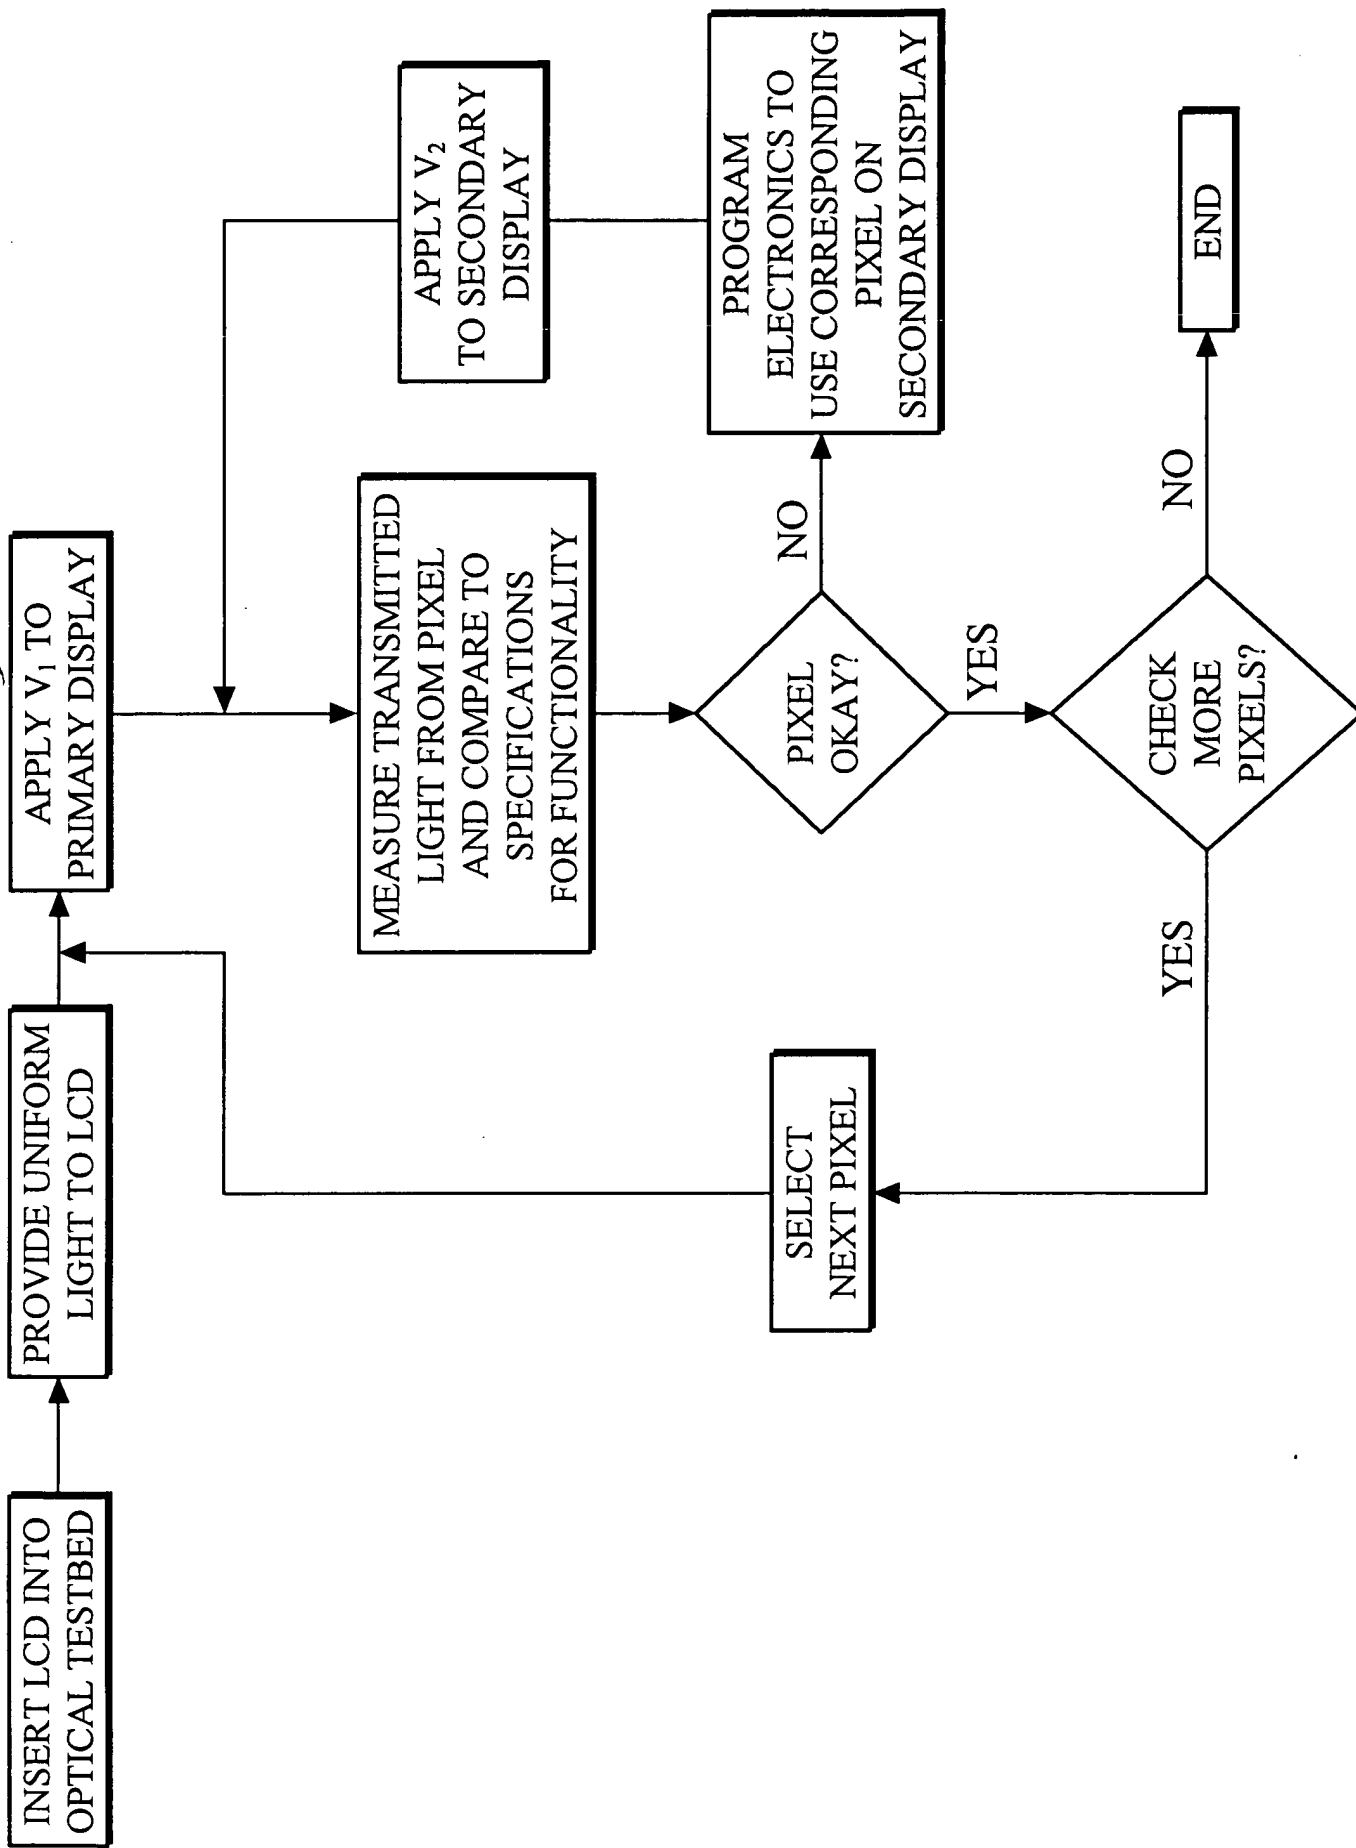 INSERT LCD INTO
OPTICAL TESTBED
PROVIDE UNIFORM
LIGHT TO LCD
APPLY V₁ TO
PRIMARY DISPLAY
MEASURE TRANSMITTED
LIGHT FROM PIXEL
AND COMPARE TO
SPECIFICATIONS
FOR FUNCTIONALITY
APPLY V₂
TO SECONDARY
DISPLAY
PIXEL
OKAY?
NO
PROGRAM
ELECTRONICS TO
USE CORRESPONDING
PIXEL ON
SECONDARY DISPLAY
YES
SELECT
NEXT PIXEL
YES
CHECK
MORE
PIXELS?
NO
END